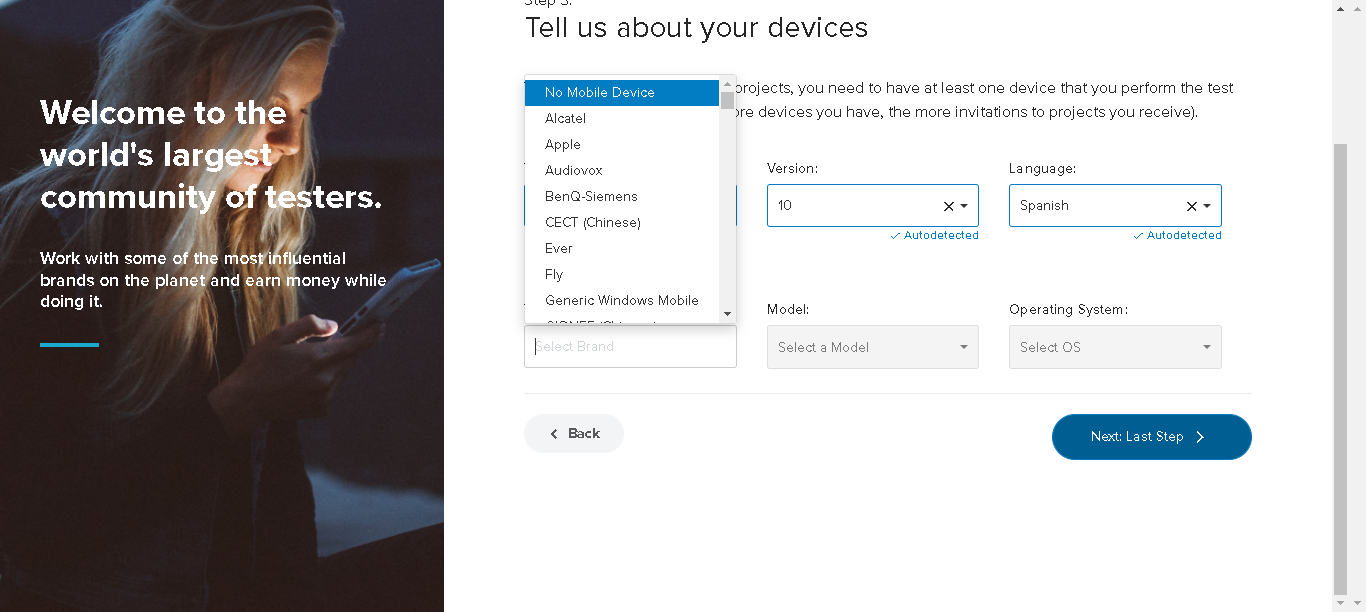 Welcome to the
world's largest
community of testers.
Work with some of the most influential
brands on the planet and earn money while
doing it.
Step 3:
Tell us about your devices
projects, you need to have at least one device that you perform the test
ore devices you have, the more invitations to projects you receive).
No Mobile Device
Alcatel
Apple
Audiovox
BenQ-Siemens
CECT (Chinese)
Ever
Fly
Generic Windows Mobile
Version:
10
Autodetected
Language:
Spanish
Autodetected
Select Brand
Model:
Select a Model
Operating System:
Select OS
Back
Next: Last Step